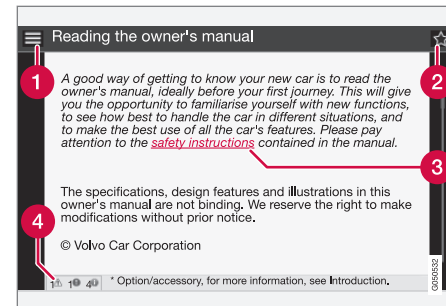 Reading the owner's manual
1
2
A good way of getting to know your new car is to read the
owner's manual, ideally before your first journey. This will give
you the opportunity to familiarise yourself with new functions,
to see how best to handle the car in different situations, and
to make the best use of all the car's features. Please pay
attention to the safety instructions contained in the manual.
3
The specifications, design features and illustrations in this
owner's manual are not binding. We reserve the right to make
modifications without prior notice.
4
© Volvo Car Corporation
1 1 4 * Option/accessory, for more information, see Introduction.
G050532